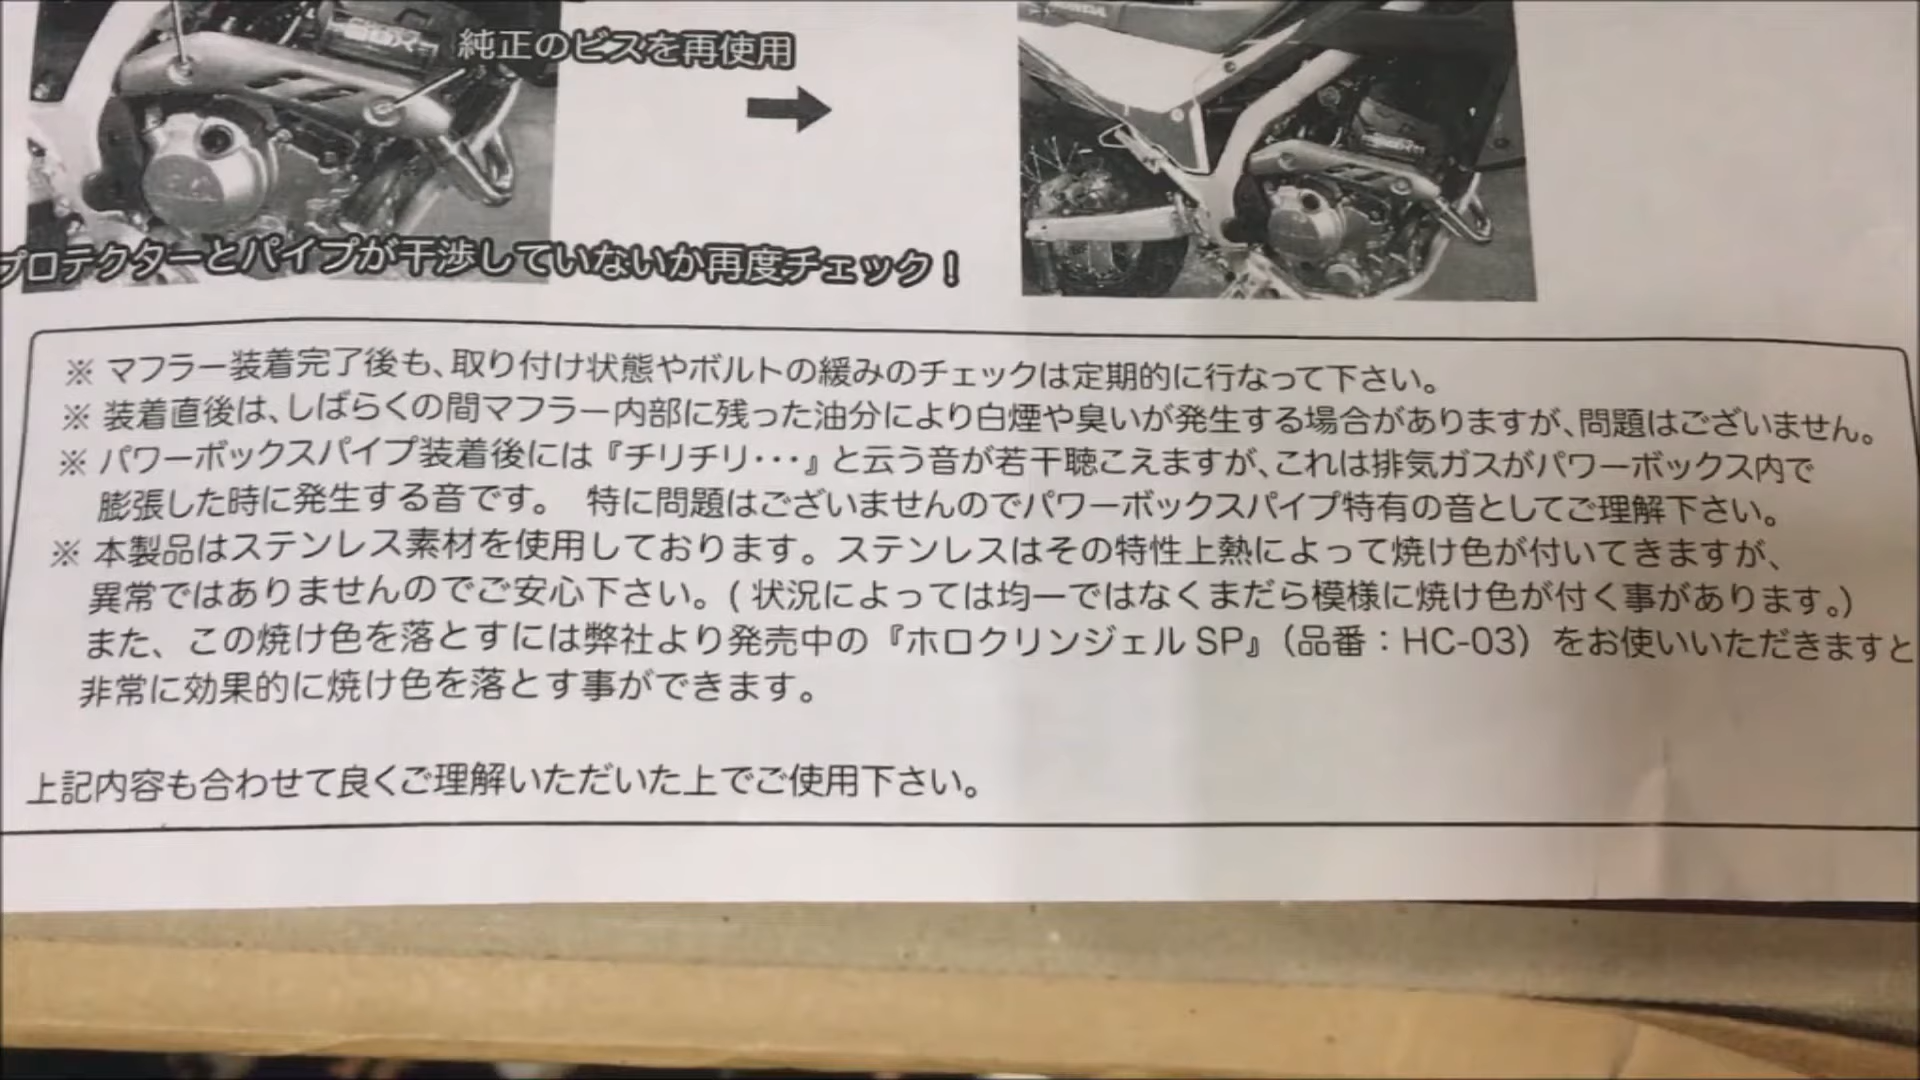 純正のビスを再使用
プロテクターとパイプが干渉していないか再度チェック！
※ マフラー装着完了後も、取り付け状態やボルトの緩みのチェックは定期的に行なって下さい。
※ 装着直後は、しばらくの間マフラー内部に残った油分により白煙や臭いが発生する場合がありますが、問題はございません。
※ パワーボックスパイプ装着後には『チリチリ・・・』と云う音が若干聴こえますが、これは排気ガスがパワーボックス内で
膨張した時に発生する音です。 特に問題はございませんのでパワーボックスパイプ特有の音としてご理解下さい。
※ 本製品はステンレス素材を使用しております。ステンレスはその特性上熱によって焼け色が付いてきますが、
異常ではありませんのでご安心下さい。( 状況によっては均一ではなくまだら模様に焼け色が付く事があります。)
また、この焼け色を落とすには弊社より発売中の『ホロクリンジェル SP』（品番：HC-03）をお使いいただきますと
非常に効果的に焼け色を落とす事ができます。
上記内容も合わせて良くご理解いただいた上でご使用下さい。